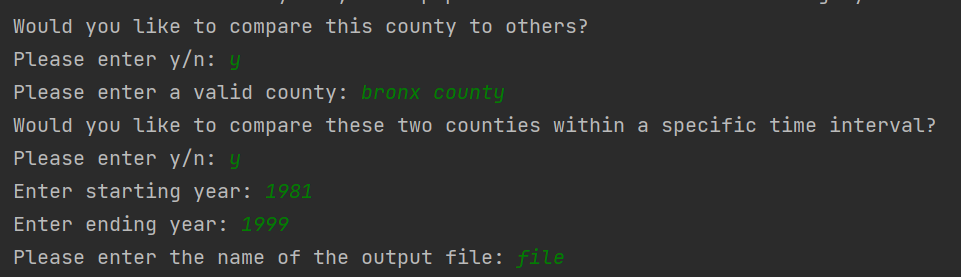 Would you like to compare this county to others?
Please enter y/n: y
Please enter a valid county: bronx county
Would you like to compare these two counties within a specific time interval?
Please enter y/n: y
Enter starting year: 1981
Enter ending year: 1999
Please enter the name of the output file: file